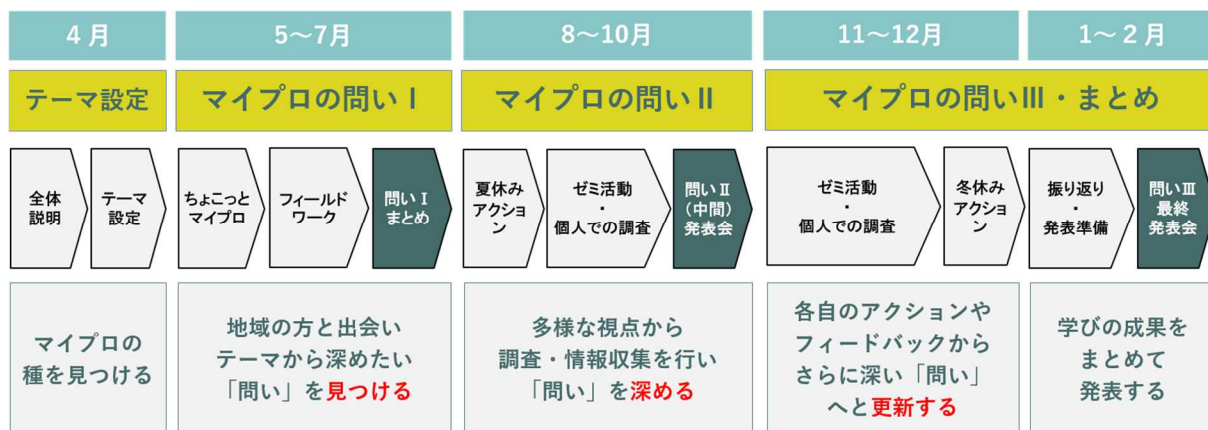 4月
5～7月
8～10月
11～12月
1～2月
テーマ設定
マイプロの問いⅠ
マイプロの問いⅡ
マイプロの問いⅢ・まとめ
全体
説明
テーマ
設定
ちょこっと
マイプロ
フィールド
ワーク
問いⅠ
まとめ
夏休み
アクショ
ン
ゼミ活動
・
個人での調査
問いⅡ
（中間）
発表会
ゼミ活動
・
個人での調査
冬休み
アクショ
ン
振り返り
・
発表準備
問いⅢ
最終
発表会
マイプロの
種を見つける
地域の方と出会い
テーマから深めたい
「問い」を見つける
多様な視点から
調査・情報収集を行い
「問い」を深める
各自のアクションや
フィードバックから
さらに深い「問い」
へと更新する
学びの成果を
まとめて
発表する